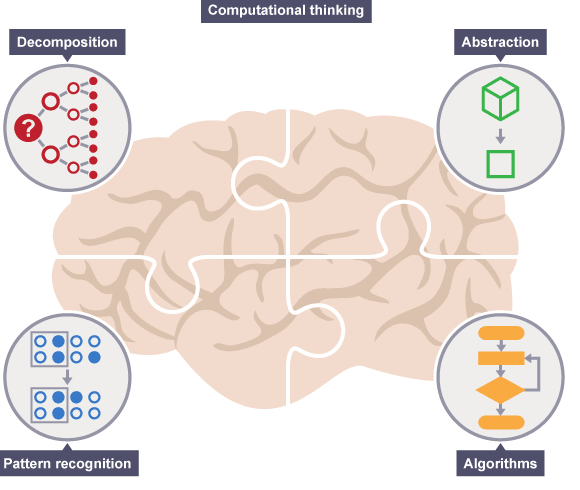 Computational thinking
Decomposition
Abstraction
?
Pattern recognition
Algorithms